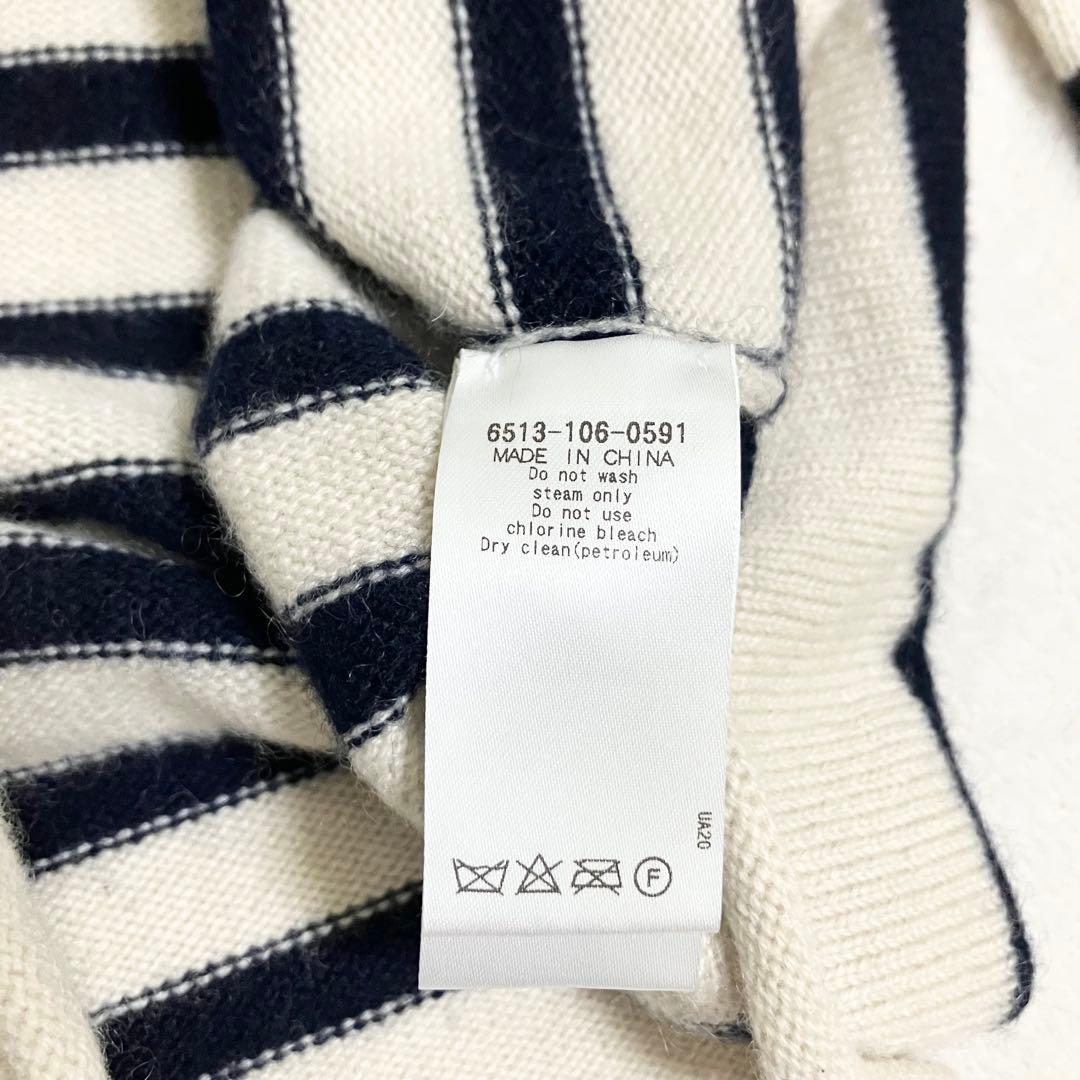 6513-106-0591
MADE IN CHINA
Do not wash
steam only
Do not use
chlorine bleach
Dry clean(petroleum)
UA20
F